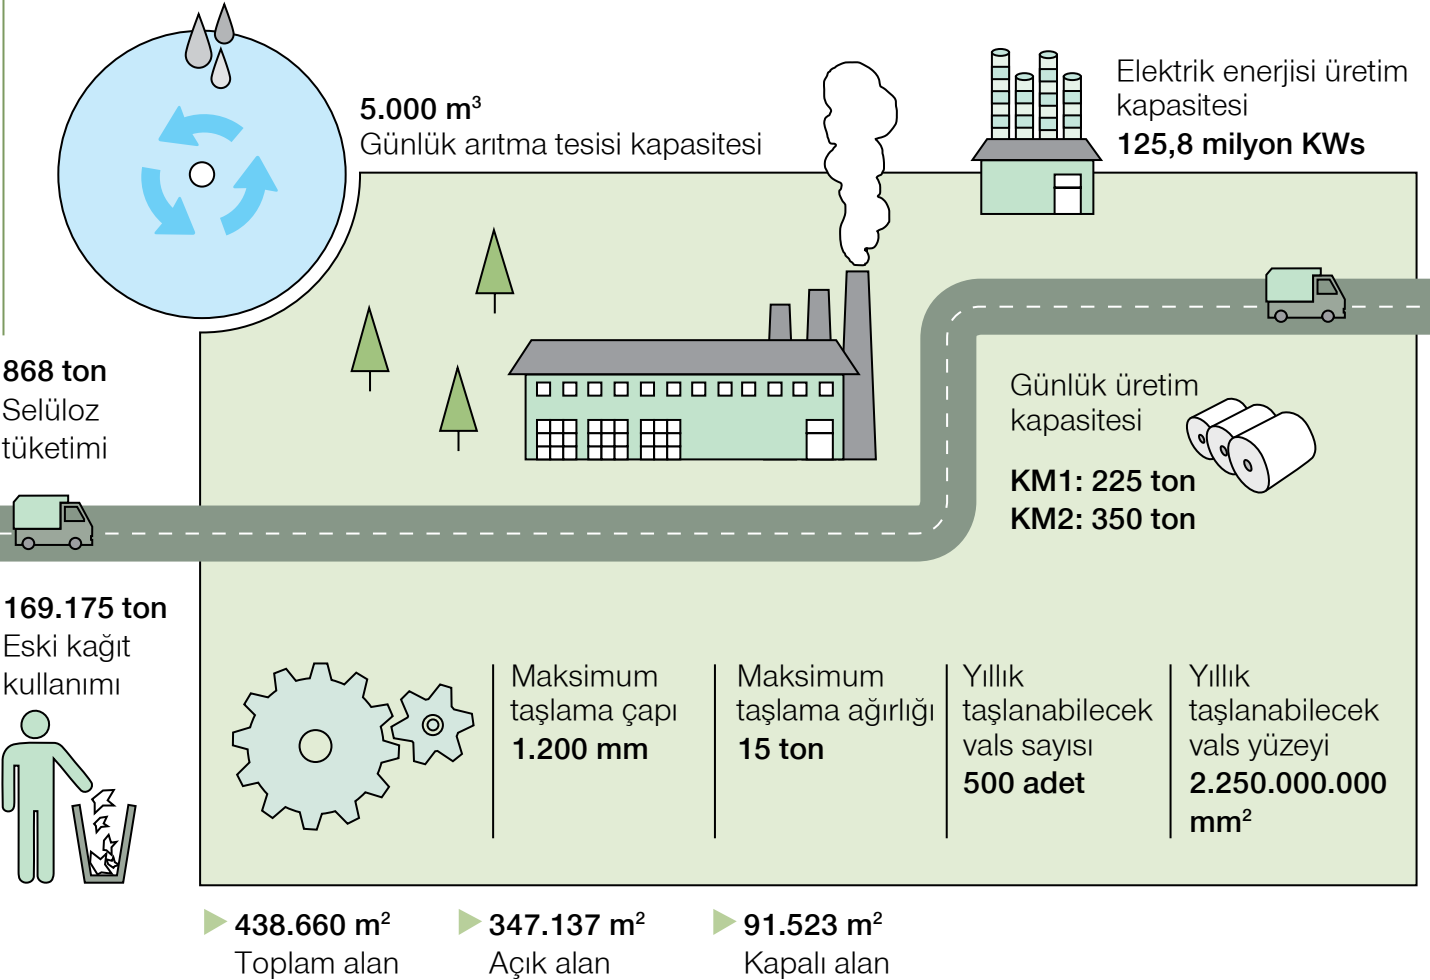 5.000 m³
Günlük arıtma tesisi kapasitesi
Elektrik enerjisi üretim
kapasitesi
125,8 milyon KWs
868 ton
Selüloz
tüketimi
Günlük üretim
kapasitesi
KM1: 225 ton
KM2: 350 ton
169.175 ton
Eski kağıt
kullanımı
Maksimum
taşlama çapı
1.200 mm
Maksimum
taşlama ağırlığı
15 ton
Yıllık
taşlanabilecek
vals sayısı
500 adet
Yıllık
taşlanabilecek
vals yüzeyi
2.250.000.000
mm²
438.660 m²
Toplam alan
347.137 m²
Açık alan
91.523 m²
Kapalı alan